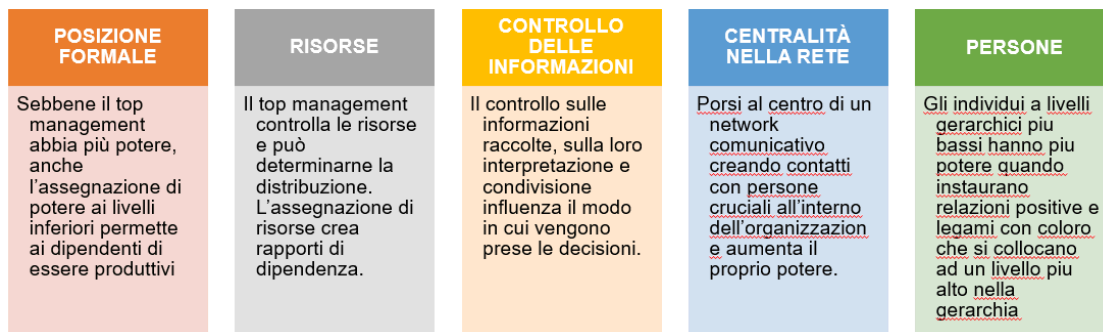 POSIZIONE
FORMALE
Sebbene il top
management
abbia più potere,
anche
l'assegnazione di
potere ai livelli
inferiori permette
ai dipendenti di
essere produttivi
RISORSE
Il top management
controlla le risorse
e può
determinarne la
distribuzione.
L'assegnazione di
risorse crea
rapporti di
dipendenza.
CONTROLLO
DELLE
INFORMAZIONI
Il controllo sulle
informazioni
raccolte, sulla loro
interpretazione e
condivisione
influenza il modo
in cui vengono
prese le decisioni.
CENTRALITÀ
NELLA RETE
Porsi al centro di un
network
comunicativo
creando contatti
con persone
cruciali all'interno
dell'organizzazion
e aumenta il
proprio potere.
PERSONE
Gli individui a livelli
gerarchici piu
bassi hanno piu
potere quando
instaurano
relazioni positive e
legami con coloro
che si collocano
ad un livello piu
alto nella
gerarchia